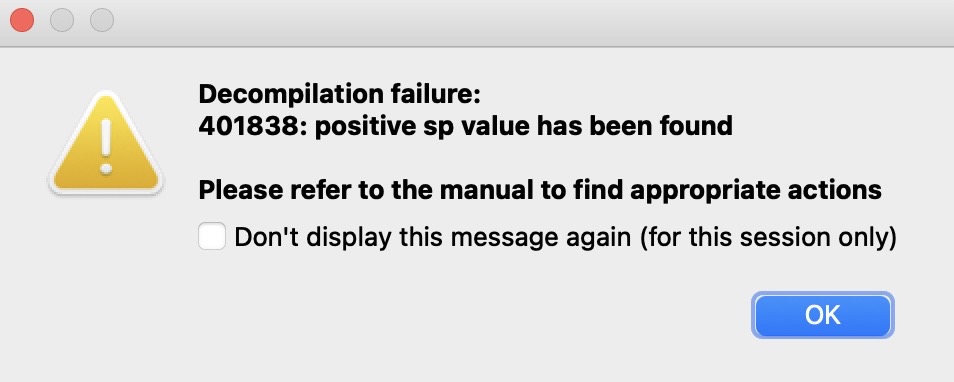 Decompilation failure:
401838: positive sp value has been found
Please refer to the manual to find appropriate actions
Don't display this message again (for this session only)
OK